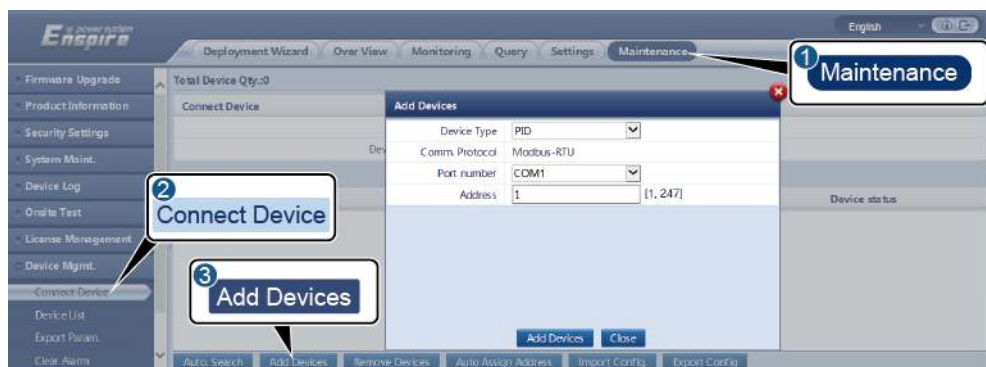 e power system
Enspire
English
Deployment Wizard Over View Monitoring Query Settings Maintenance
1
Maintenance
Firmware Upgrade
Product Information
Security Settings
System Maint.
Device Log
Onsite Test
License Management
Device Mgmt.
Connect Device
Device List
Export Param.
Clear Alarm
2
Connect Device
3
Add Devices
Total Device Qty.:0
Connect Device
Dev
Device status
Add Devices
Device Type PID
Comm. Protocol Modbus-RTU
Port number COM1
Address 1 [1, 247]
Add Devices Close
Auto. Search Add Devices Remove Devices Auto Assign Address Import Config Export Config